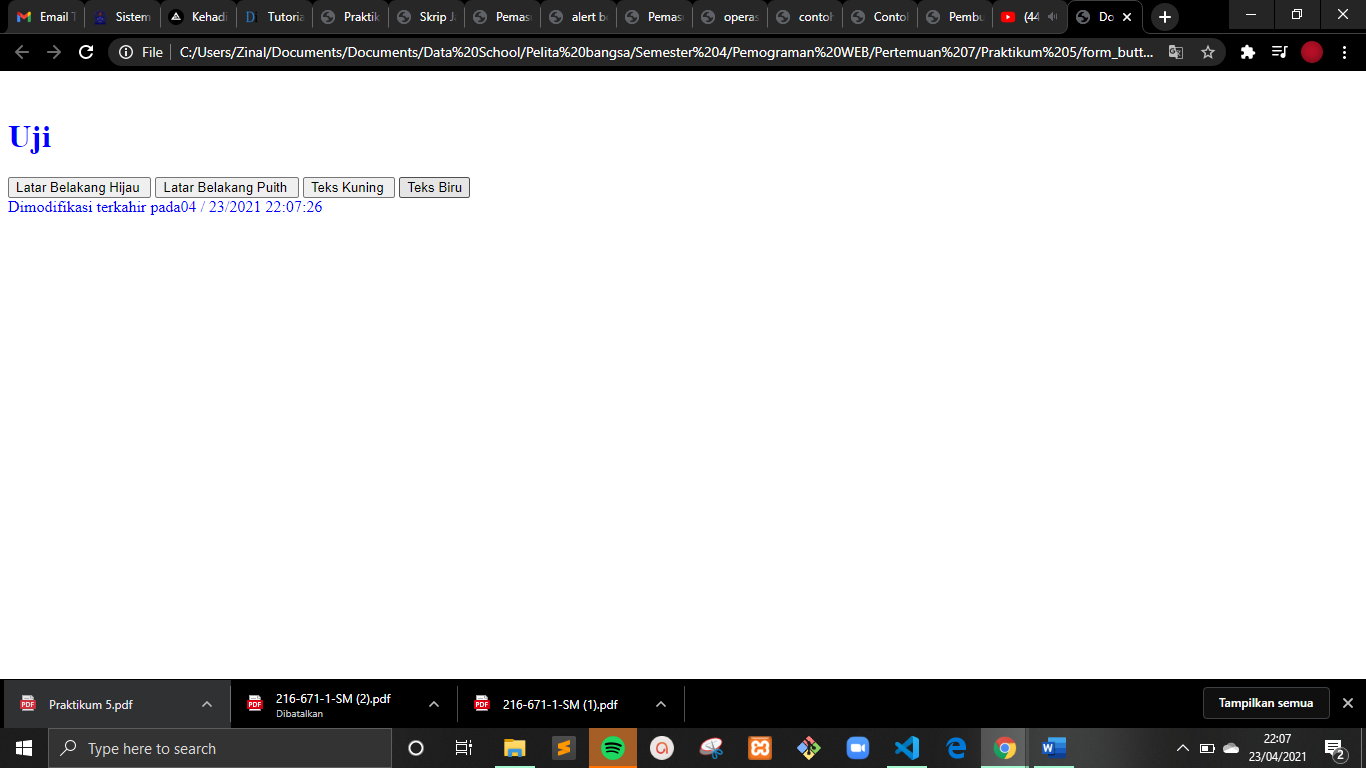 Email T
Sistem
Kehadi
Tutoria
Praktik
Skrip Ja
Pemas
alert bo
Pemas
operas
contoh
Contol
Pembu
(44
Do
File
C:/Users/Zinal/Documents/Documents/Data%20School/Pelita%20bangsa/Semester%204/Pemograman%20WEB/Pertemuan%207/Praktikum%205/form_butt...
Uji
Latar Belakang Hijau
Latar Belakang Puith
Teks Kuning
Teks Biru
Dimodifikasi terkahir pada04 / 23/2021 22:07:26
Praktikum 5.pdf
216-671-1-SM (2).pdf
Dibatalkan
216-671-1-SM (1).pdf
Tampilkan semua
Type here to search
22:07
23/04/2021
2